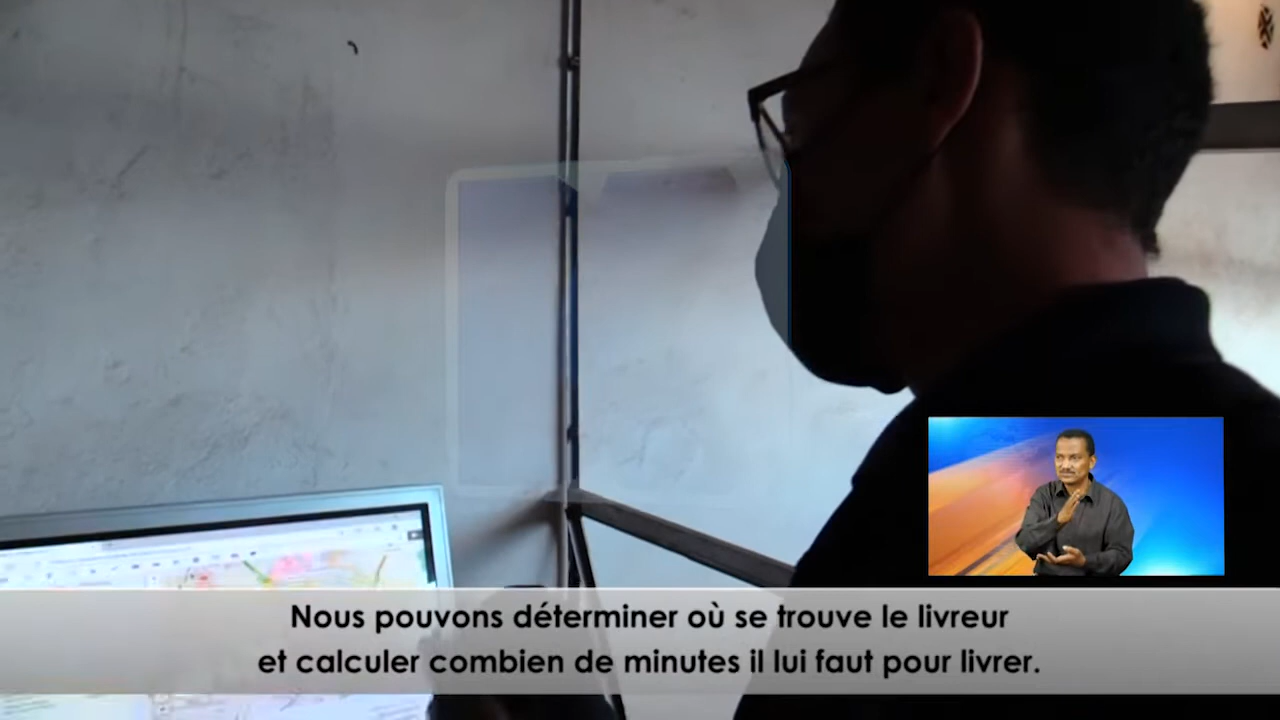 Nous pouvons déterminer où se trouve le livreur
et calculer combien de minutes il lui faut pour livrer.